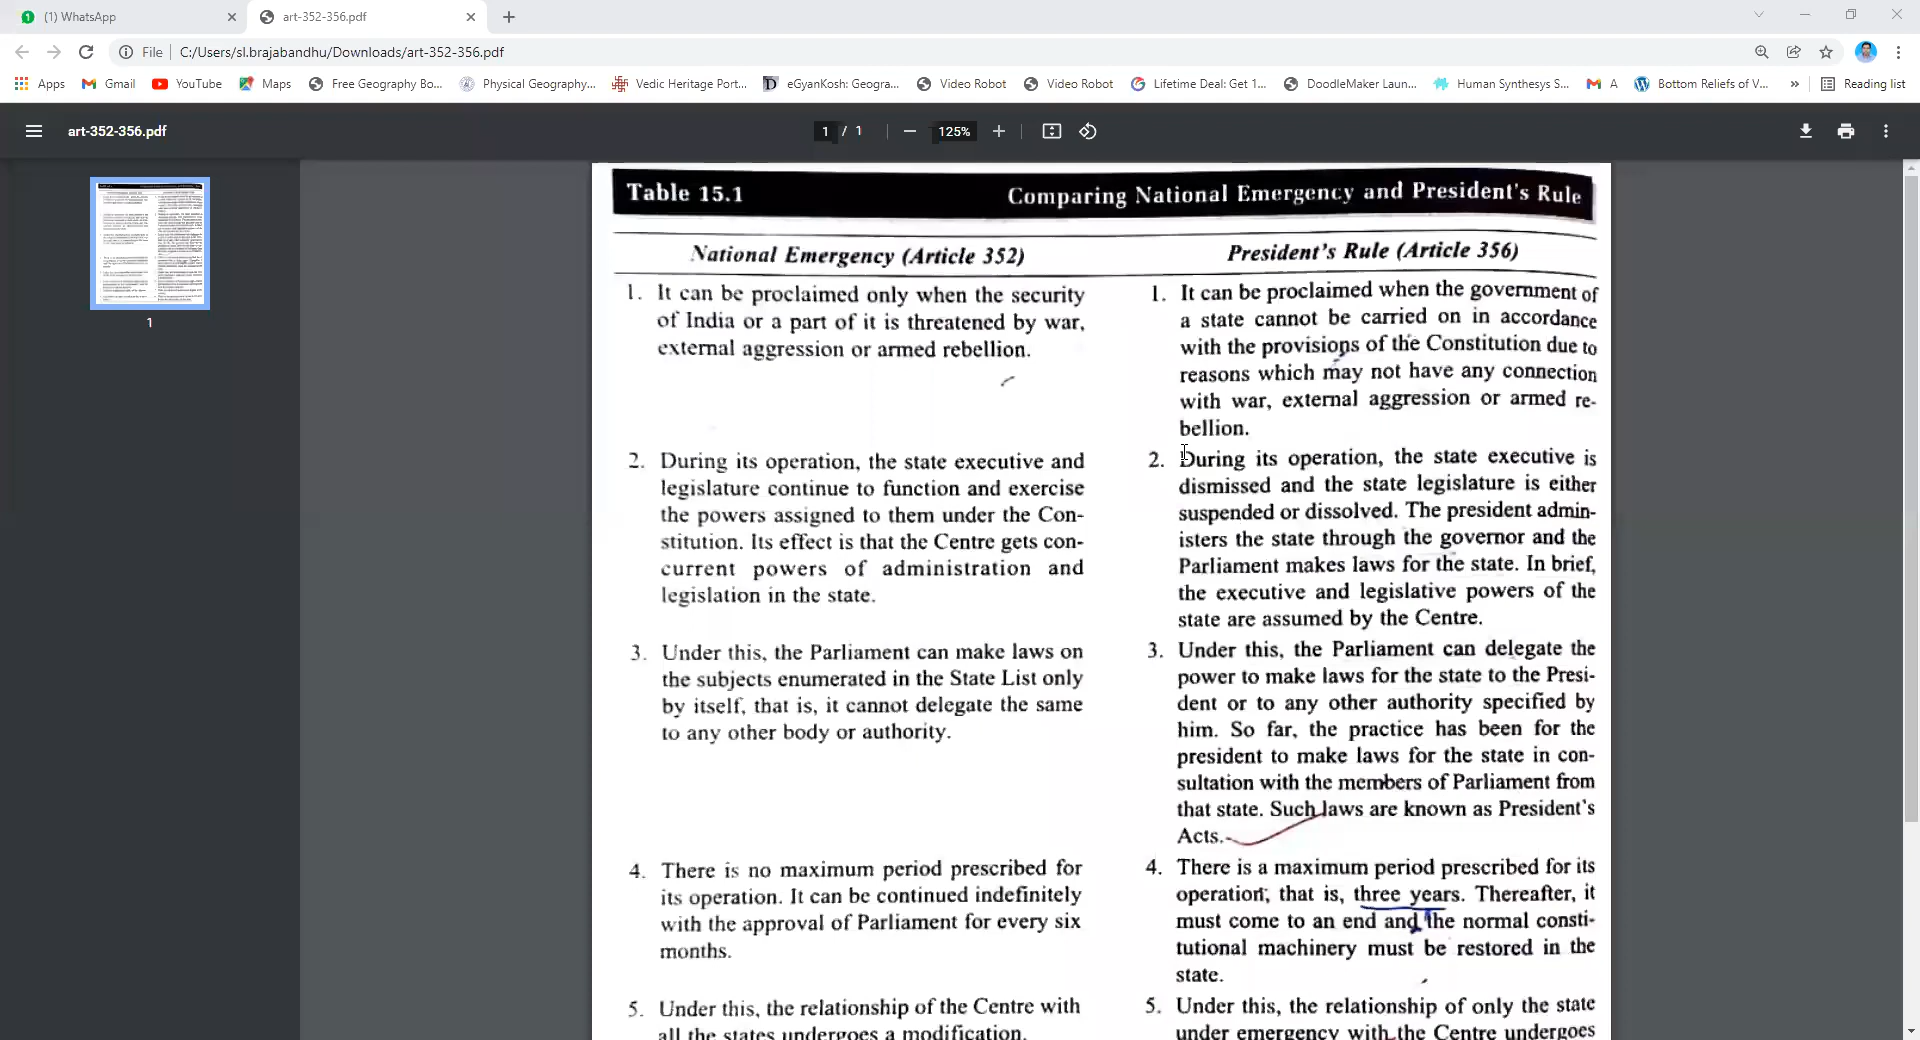 (1) WhatsApp
art-352-356.pdf
File
C:/Users/sl.brajabandhu/Downloads/art-352-356.pdf
Apps
Gmail
YouTube
Maps
Free Geography Bo...
Physical Geography...
Vedic Heritage Port...
eGyanKosh: Geogra...
Video Robot
Video Robot
Lifetime Deal: Get 1...
DoodleMaker Laun...
Human Synthesys S...
A
Bottom Reliefs of V...
»
Reading list
art-352-356.pdf
1 / 1
125%
1
Table 15.1
Comparing National Emergency and President's Rule
National Emergency (Article 352)
1. It can be proclaimed only when the security
of India or a part of it is threatened by war,
external aggression or armed rebellion.
2. During its operation, the state executive and
legislature continue to function and exercise
the powers assigned to them under the Con-
stitution. Its effect is that the Centre gets con-
current powers of administration and
legislation in the state.
3. Under this, the Parliament can make laws on
the subjects enumerated in the State List only
by itself, that is, it cannot delegate the same
to any other body or authority.
4. There is no maximum period prescribed for
its operation. It can be continued indefinitely
with the approval of Parliament for every six
months.
5. Under this, the relationship of the Centre with
all the states undergoes a modification.
President's Rule (Article 356)
1. It can be proclaimed when the government of
a state cannot be carried on in accordance
with the provisions of the Constitution due to
reasons which may not have any connection
with war, external aggression or armed re-
bellion.
2. During its operation, the state executive is
dismissed and the state legislature is either
suspended or dissolved. The president admin-
isters the state through the governor and the
Parliament makes laws for the state. In brief,
the executive and legislative powers of the
state are assumed by the Centre.
3. Under this, the Parliament can delegate the
power to make laws for the state to the Presi-
dent or to any other authority specified by
him. So far, the practice has been for the
president to make laws for the state in con-
sultation with the members of Parliament from
that state. Such laws are known as President's
Acts.
4. There is a maximum period prescribed for its
operation, that is, three years. Thereafter, it
must come to an end and the normal consti-
tutional machinery must be restored in the
state.
5. Under this, the relationship of only the state
under emergency with the Centre undergoes